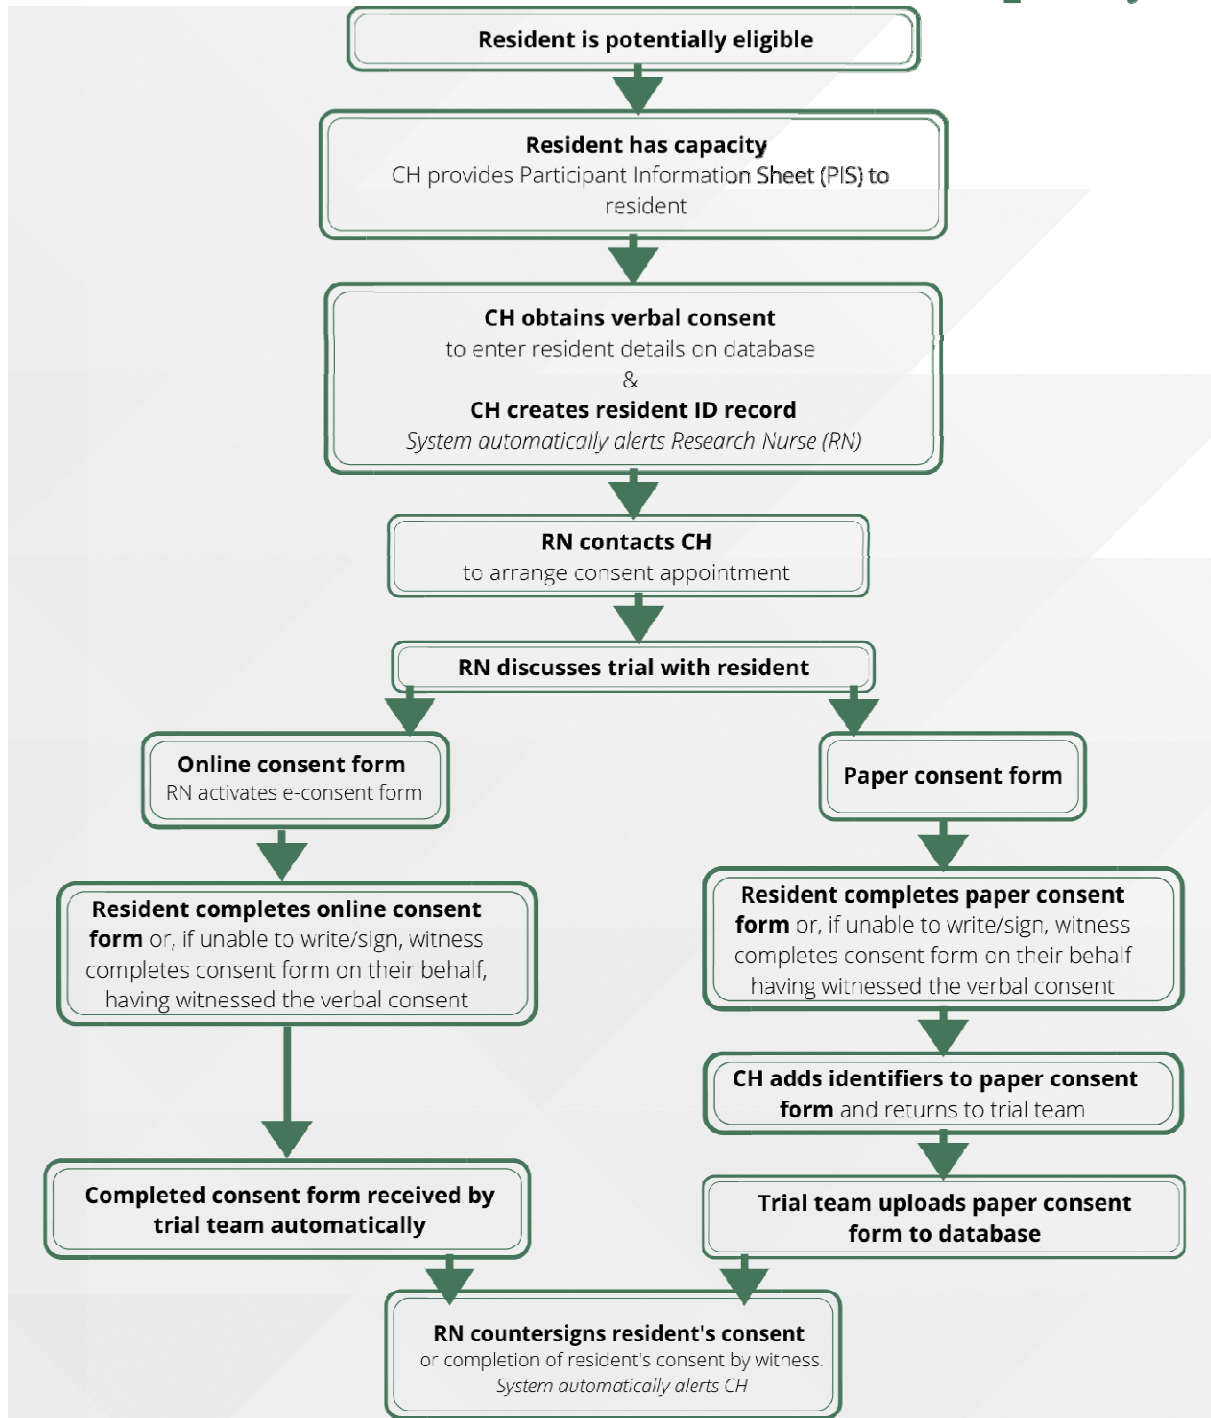 Resident is potentially eligible
Resident has capacity
CH provides Participant Information Sheet (PIS) to
resident
CH obtains verbal consent
to enter resident details on database
&
CH creates resident ID record
System automatically alerts Research Nurse (RN)
RN contacts CH
to arrange consent appointment
RN discusses trial with resident
Online consent form
RN activates e-consent form
Resident completes online consent
form or, if unable to write/sign, witness
completes consent form on their behalf,
having witnessed the verbal consent
Completed consent form received by
trial team automatically
Paper consent form
Resident completes paper consent
form or, if unable to write/sign, witness
completes consent form on their behalf
having witnessed the verbal consent
CH adds identifiers to paper consent
form and returns to trial team
Trial team uploads paper consent
form to database
RN countersigns resident's consent
or completion of resident's consent by witness.
System automatically alerts CH